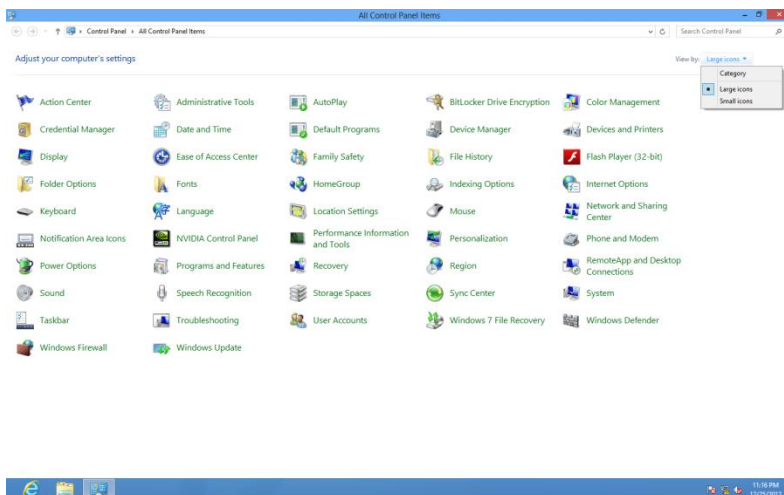 All Control Panel Items
Control Panel
All Control Panel Items
Search Control Panel
Adjust your computer's settings
View by: Large icons
Category
Large icons
Small icons
Action Center
Administrative Tools
AutoPlay
BitLocker Drive Encryption
Color Management
Credential Manager
Date and Time
Default Programs
Device Manager
Devices and Printers
Display
Ease of Access Center
Family Safety
File History
Flash Player (32-bit)
Folder Options
Fonts
HomeGroup
Indexing Options
Internet Options
Keyboard
Language
Location Settings
Mouse
Network and Sharing
Center
Notification Area Icons
NVIDIA Control Panel
Performance Information
and Tools
Personalization
Phone and Modem
Power Options
Programs and Features
Recovery
Region
RemoteApp and Desktop
Connections
Sound
Speech Recognition
Storage Spaces
Sync Center
System
Taskbar
Troubleshooting
User Accounts
Windows 7 File Recovery
Windows Defender
Windows Firewall
Windows Update
11:16 PM